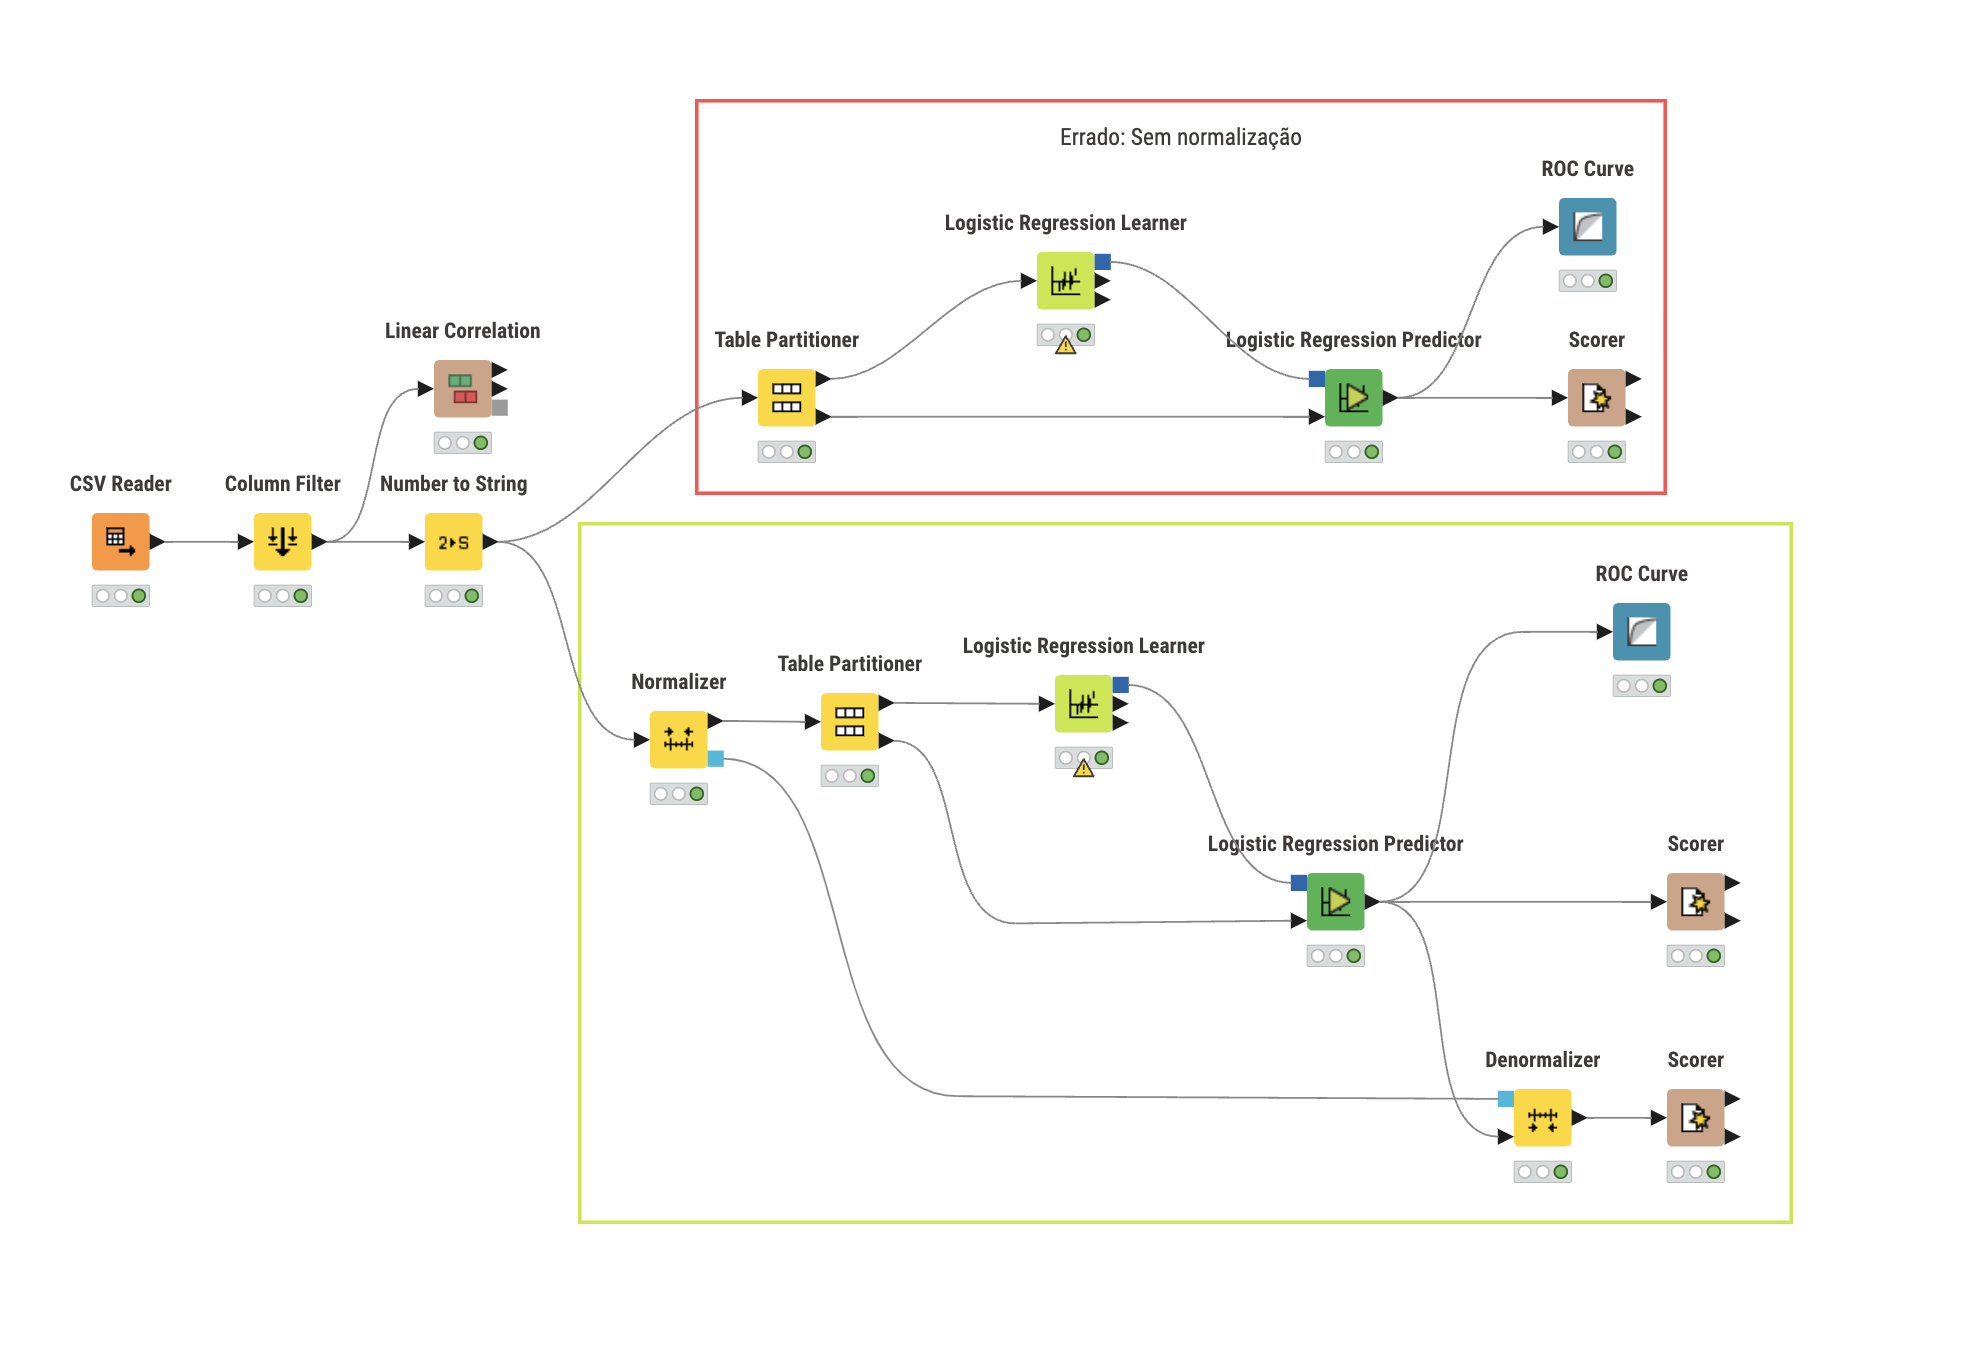 Errado: Sem normalização
ROC Curve
Logistic Regression Learner
Linear Correlation
Table Partitioner
Logistic Regression Predictor
Scorer
CSV Reader
Column Filter
Number to String
2▸S
ROC Curve
Logistic Regression Learner
Table Partitioner
Normalizer
Logistic Regression Predictor
Scorer
Denormalizer
Scorer